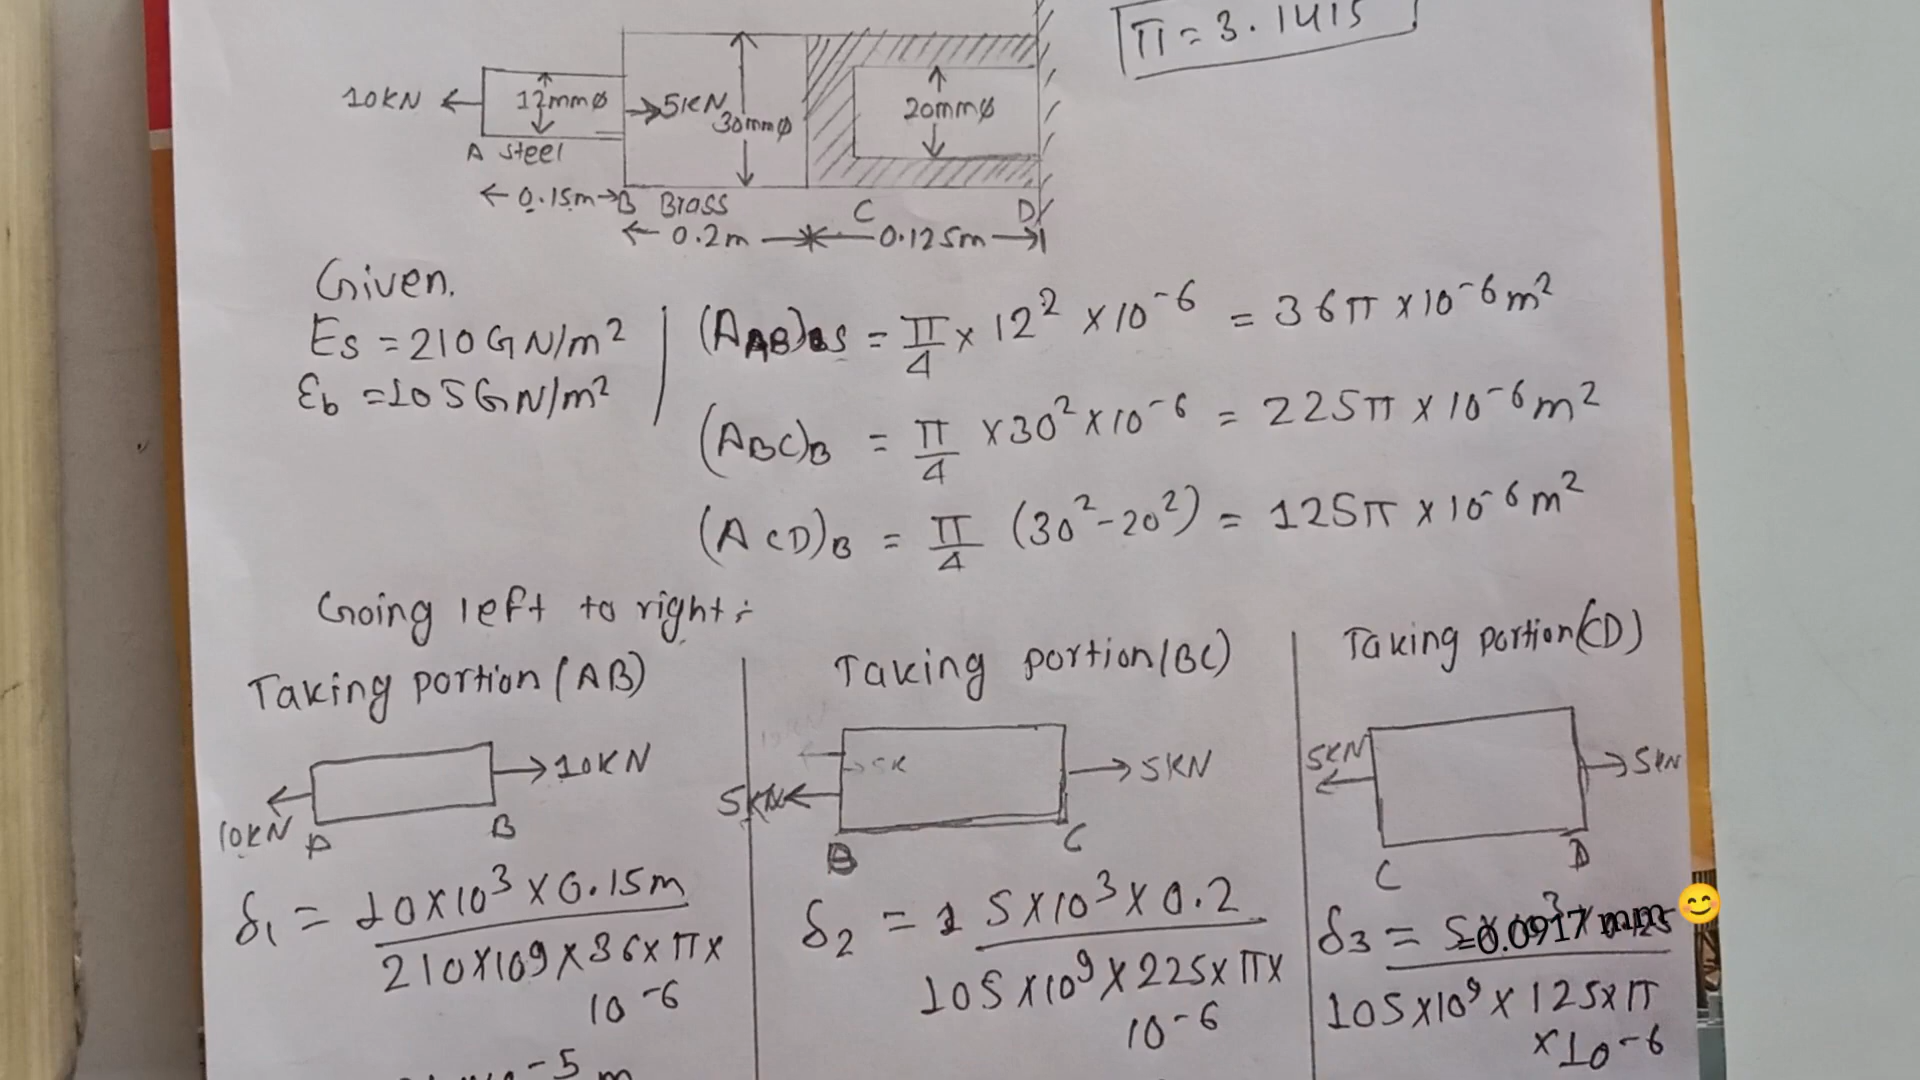 π = 3.1415
10KN
12mmø
5KN
30mmø
20mmø
A steel
0.15m
B Brass
C
D
0.2m
0.125m
Given.
Es = 210 GN/m²
Eb = 105 GN/m²
(AAB)s = π/4 × 12² × 10⁻⁶ = 36π × 10⁻⁶ m²
(ABC)B = π/4 × 30² × 10⁻⁶ = 225π × 10⁻⁶ m²
(ACD)B = π/4 (30² - 20²) = 125π × 10⁻⁶ m²
Going left to right :-
Taking portion (AB)
10KN
10KN
A
B
δ₁ = 10×10³ × 0.15m
210×109 × 36 × π ×
10⁻⁶
Taking portion (BC)
5K
5KN
5KN
B
C
δ₂ = 5×10³ × 0.2
105×10⁹ × 225 × π ×
10⁻⁶
Taking portion (CD)
5KN
5KN
C
D
δ3 =
=0.0917 mm 😊
105×10⁹ × 125×π
×10⁻⁶
⁻⁵ m